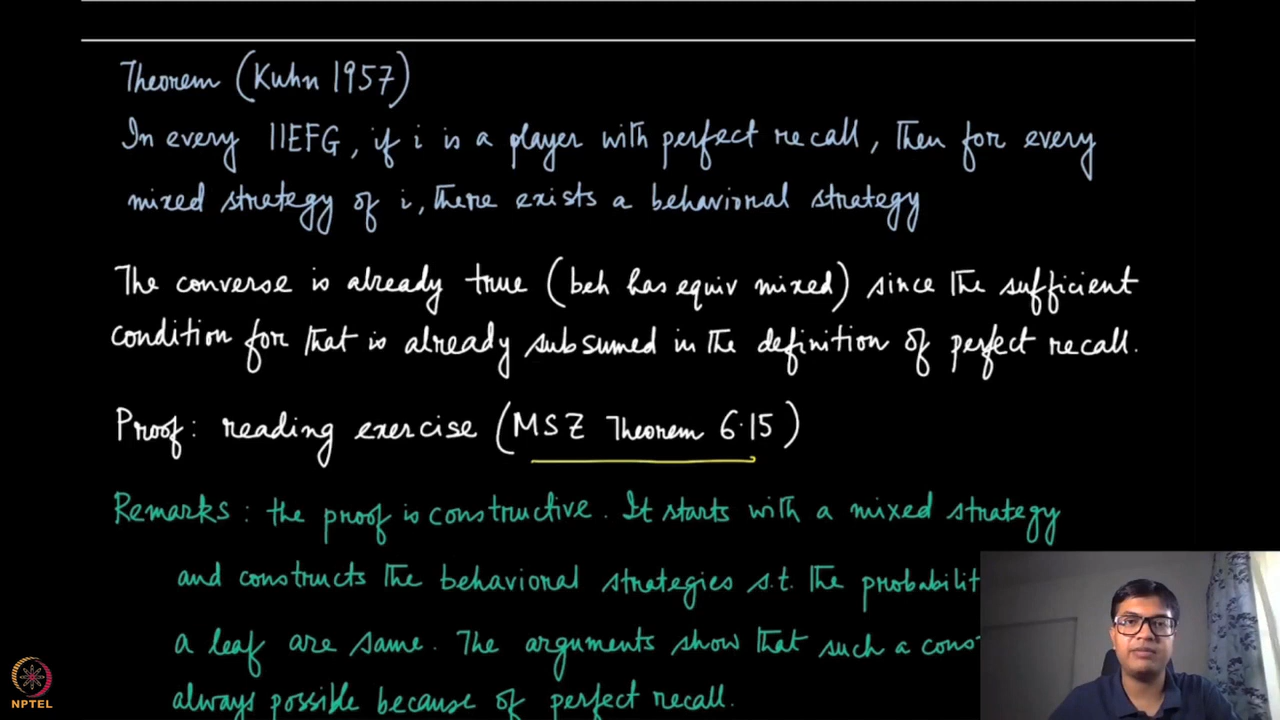 Theorem (Kuhn 1957)
In every IIEFG, if i is a player with perfect recall, then for every
mixed strategy of i, there exists a behavioral strategy
The converse is already true (beh has equiv mixed) since the sufficient
condition for that is already subsumed in the definition of perfect recall.
Proof: reading exercise (MSZ Theorem 6.15)
Remarks: the proof is constructive. It starts with a mixed strategy
and constructs the behavioral strategies s.t. the probabilit
a leaf are same. The arguments show that such a cons
always possible because of perfect recall.
NPTEL